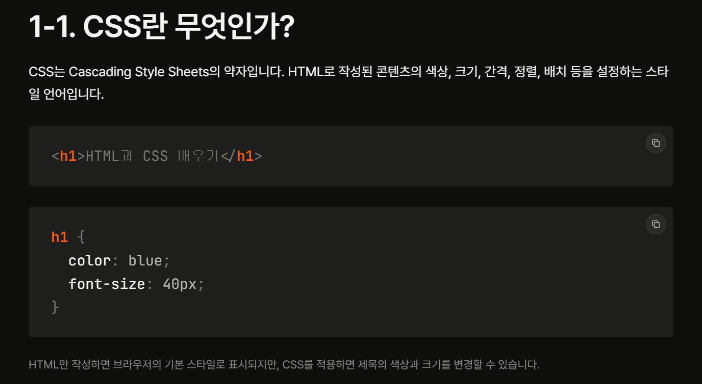 1-1. CSS란 무엇인가?
CSS는 Cascading Style Sheets의 약자입니다. HTML로 작성된 콘텐츠의 색상, 크기, 간격, 정렬, 배치 등을 설정하는 스타
일 언어입니다.
<h1>HTML과 CSS 배우기</h1>
h1 {
  color: blue;
  font-size: 40px;
}
HTML만 작성하면 브라우저의 기본 스타일로 표시되지만, CSS를 적용하면 제목의 색상과 크기를 변경할 수 있습니다.